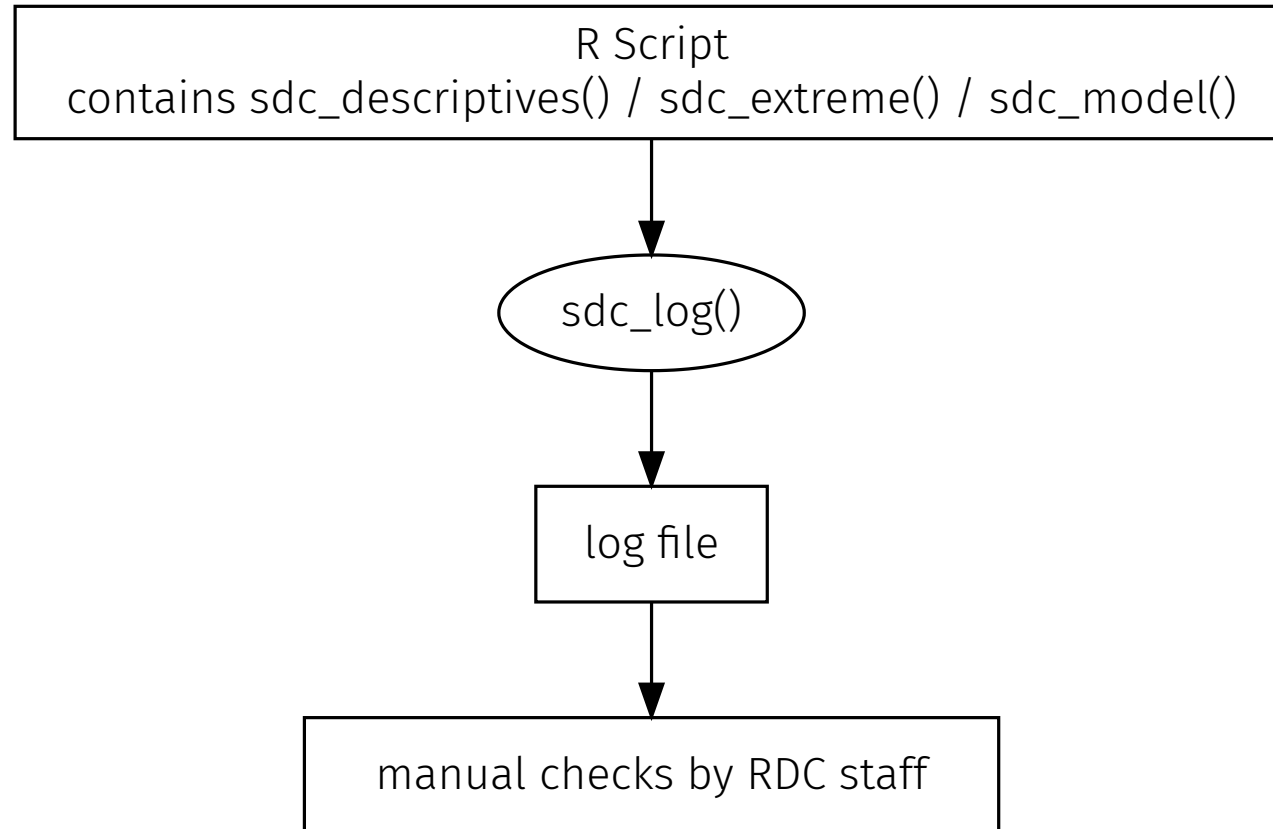 R Script
contains sdc_descriptives() / sdc_extreme() / sdc_model()
sdc_log()
log file
manual checks by RDC staff